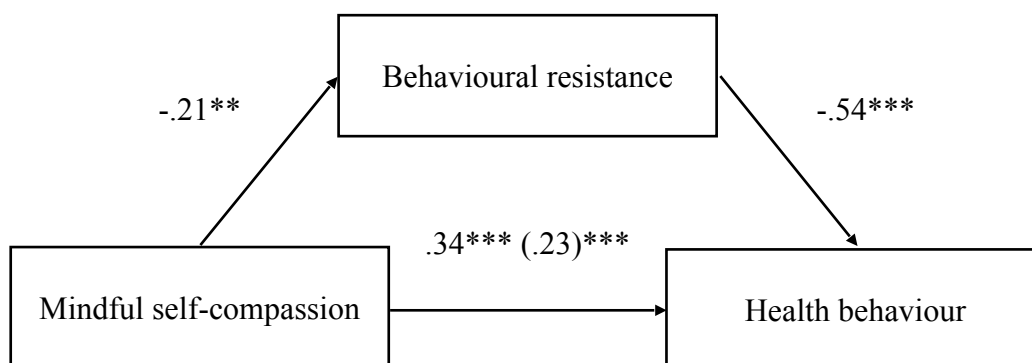 Behavioural resistance
-.21**
-.54***
.34*** (.23)***
Mindful self-compassion
Health behaviour